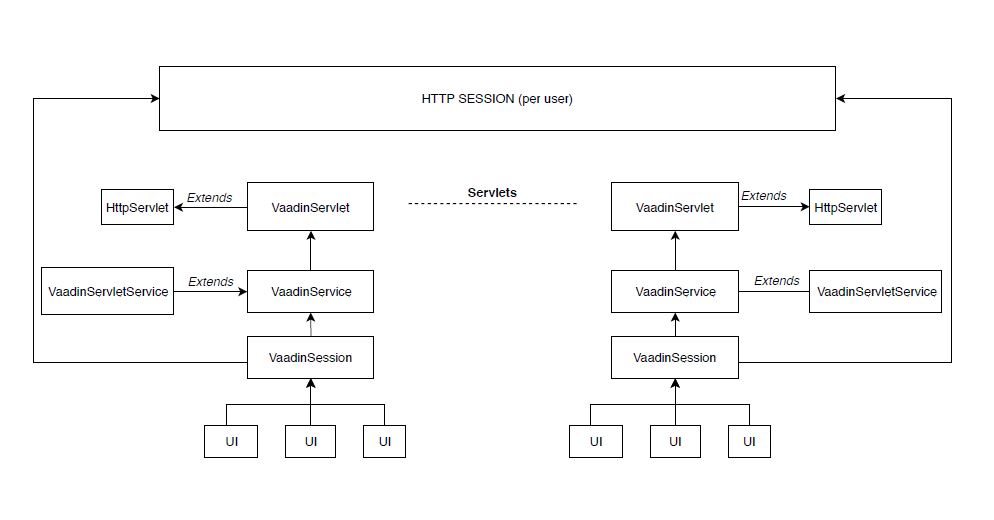 HTTP SESSION (per user)
HttpServlet
Extends
VaadinServlet
Servlets
VaadinServlet
Extends
HttpServlet
VaadinServletService
Extends
VaadinService
VaadinService
Extends
VaadinServletService
VaadinSession
VaadinSession
UI
UI
UI
UI
UI
UI